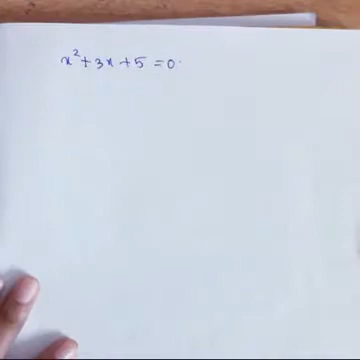 x² + 3x + 5 = 0